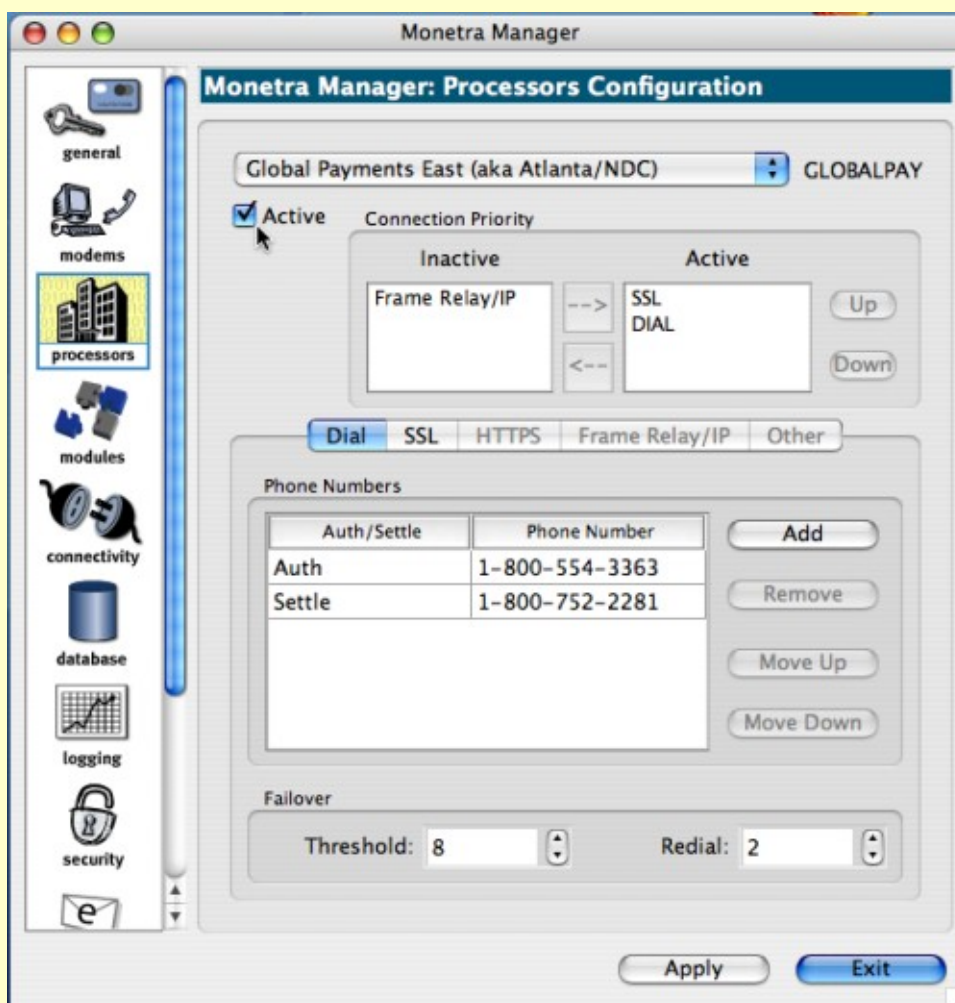 Monetra Manager
general
modems
processors
modules
connectivity
database
logging
security
Monetra Manager: Processors Configuration
Global Payments East (aka Atlanta/NDC) GLOBALPAY
Active
Connection Priority
Inactive Active
Frame Relay/IP
-->
<--
SSL
DIAL
Up
Down
Dial SSL HTTPS Frame Relay/IP Other
Phone Numbers
Auth/Settle Phone Number
Auth 1-800-554-3363
Settle 1-800-752-2281
Add
Remove
Move Up
Move Down
Failover
Threshold: 8 Redial: 2
Apply Exit